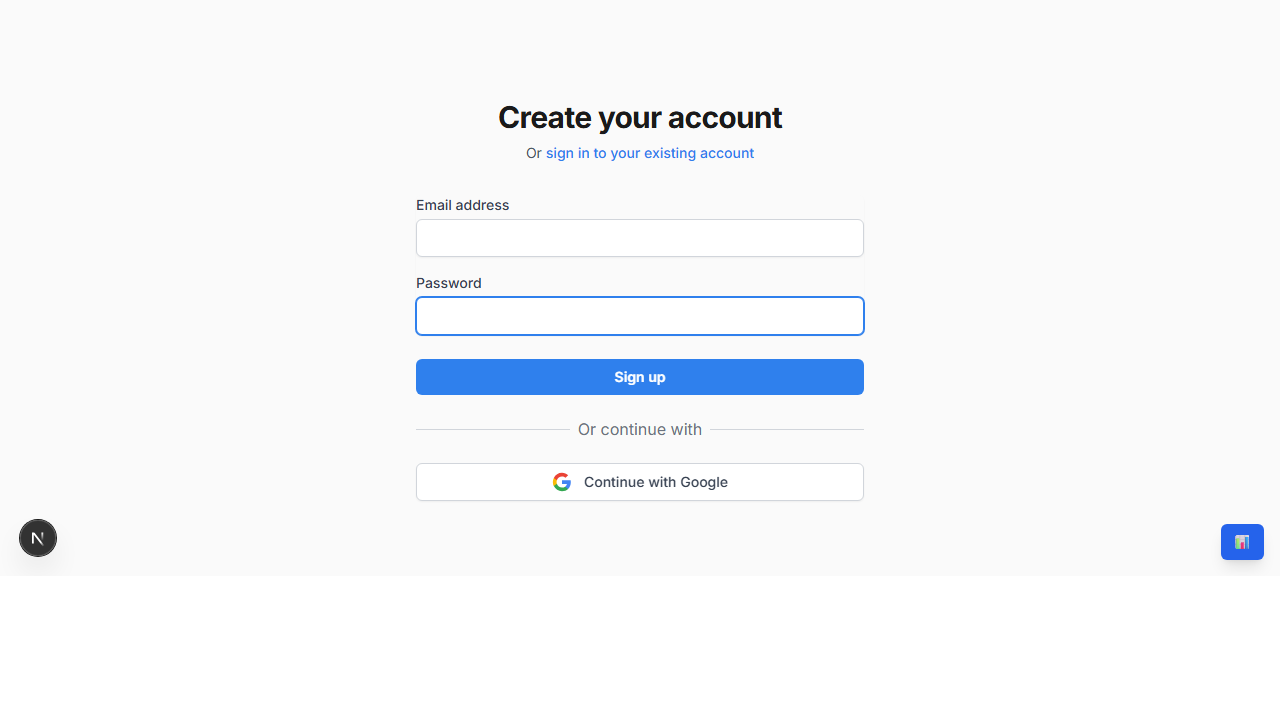 Create your account
Or sign in to your existing account
Email address
Password
Sign up
Or continue with
Continue with Google
N